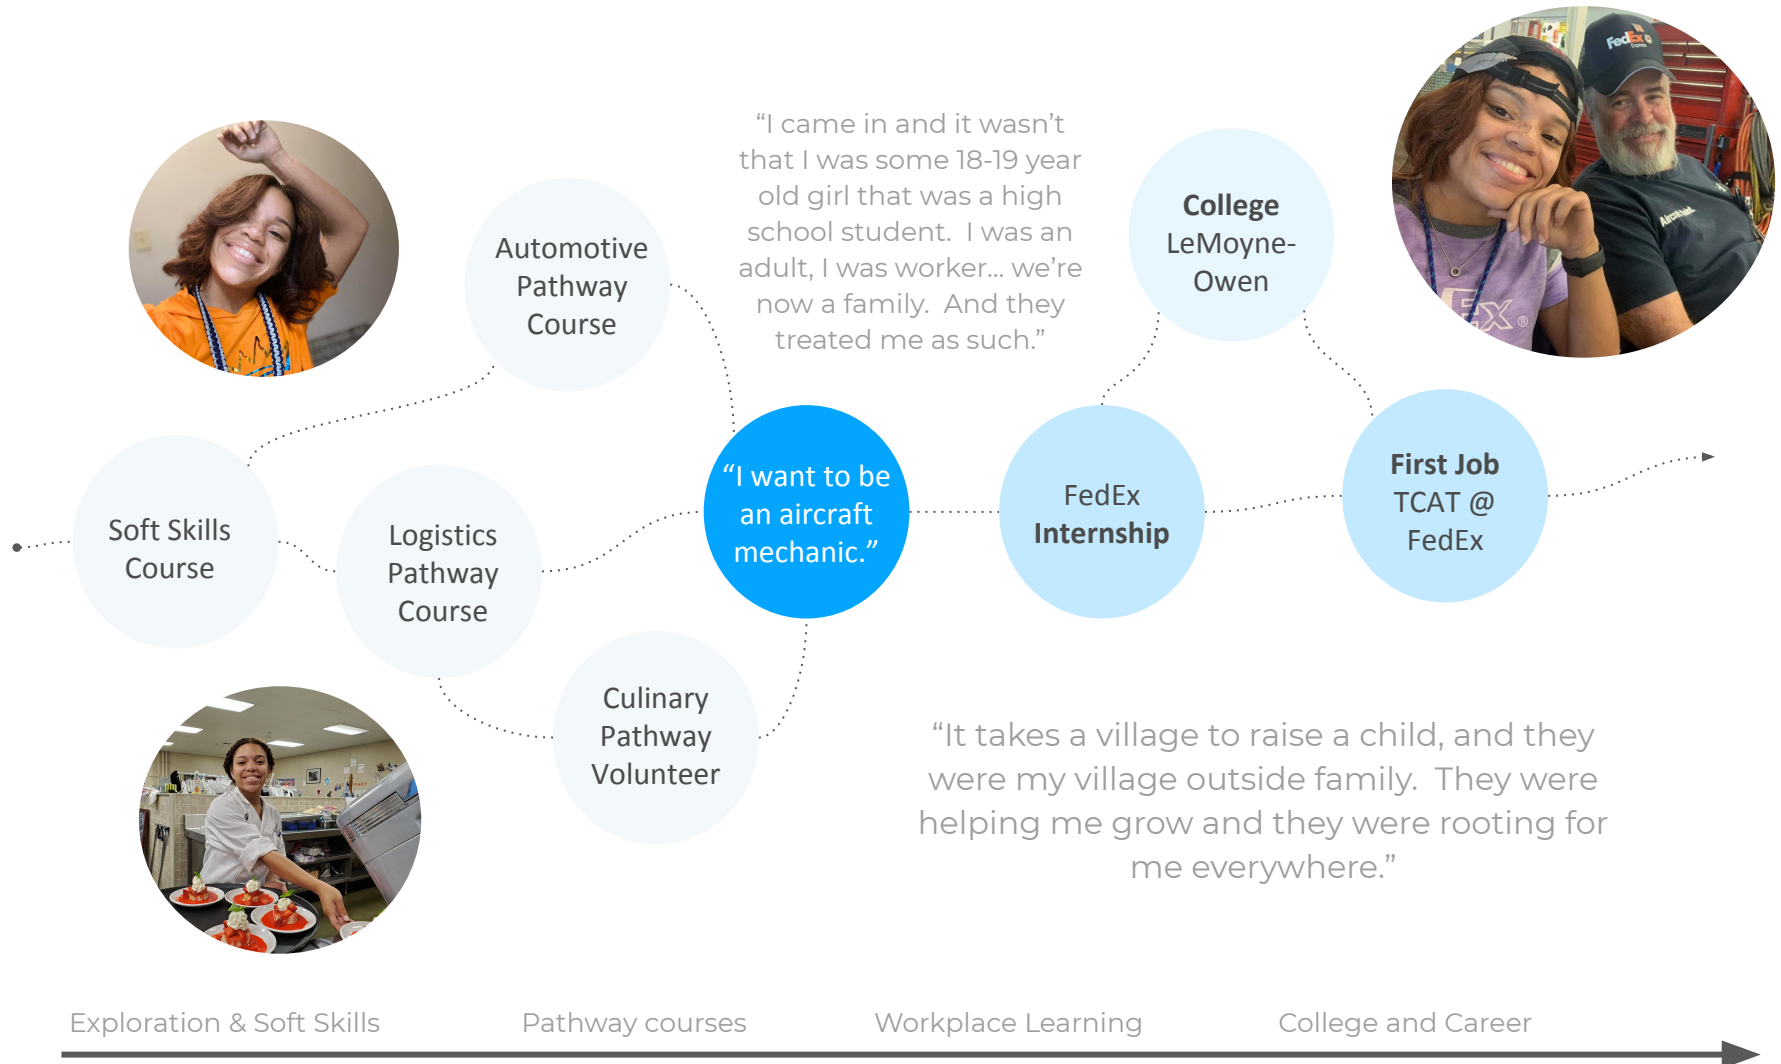 “I came in and it wasn’t
that I was some 18-19 year
old girl that was a high
school student.  I was an
adult, I was worker... we’re
now a family.  And they
treated me as such.”
FedEx
Express
Aircraft Maint.
Ex®
College
LeMoyne-
Owen
Automotive
Pathway
Course
Soft Skills
Course
Logistics
Pathway
Course
“I want to be
an aircraft
mechanic.”
FedEx
Internship
First Job
TCAT @
FedEx
Culinary
Pathway
Volunteer
“It takes a village to raise a child, and they
were my village outside family.  They were
helping me grow and they were rooting for
me everywhere.”
Exploration & Soft Skills
Pathway courses
Workplace Learning
College and Career